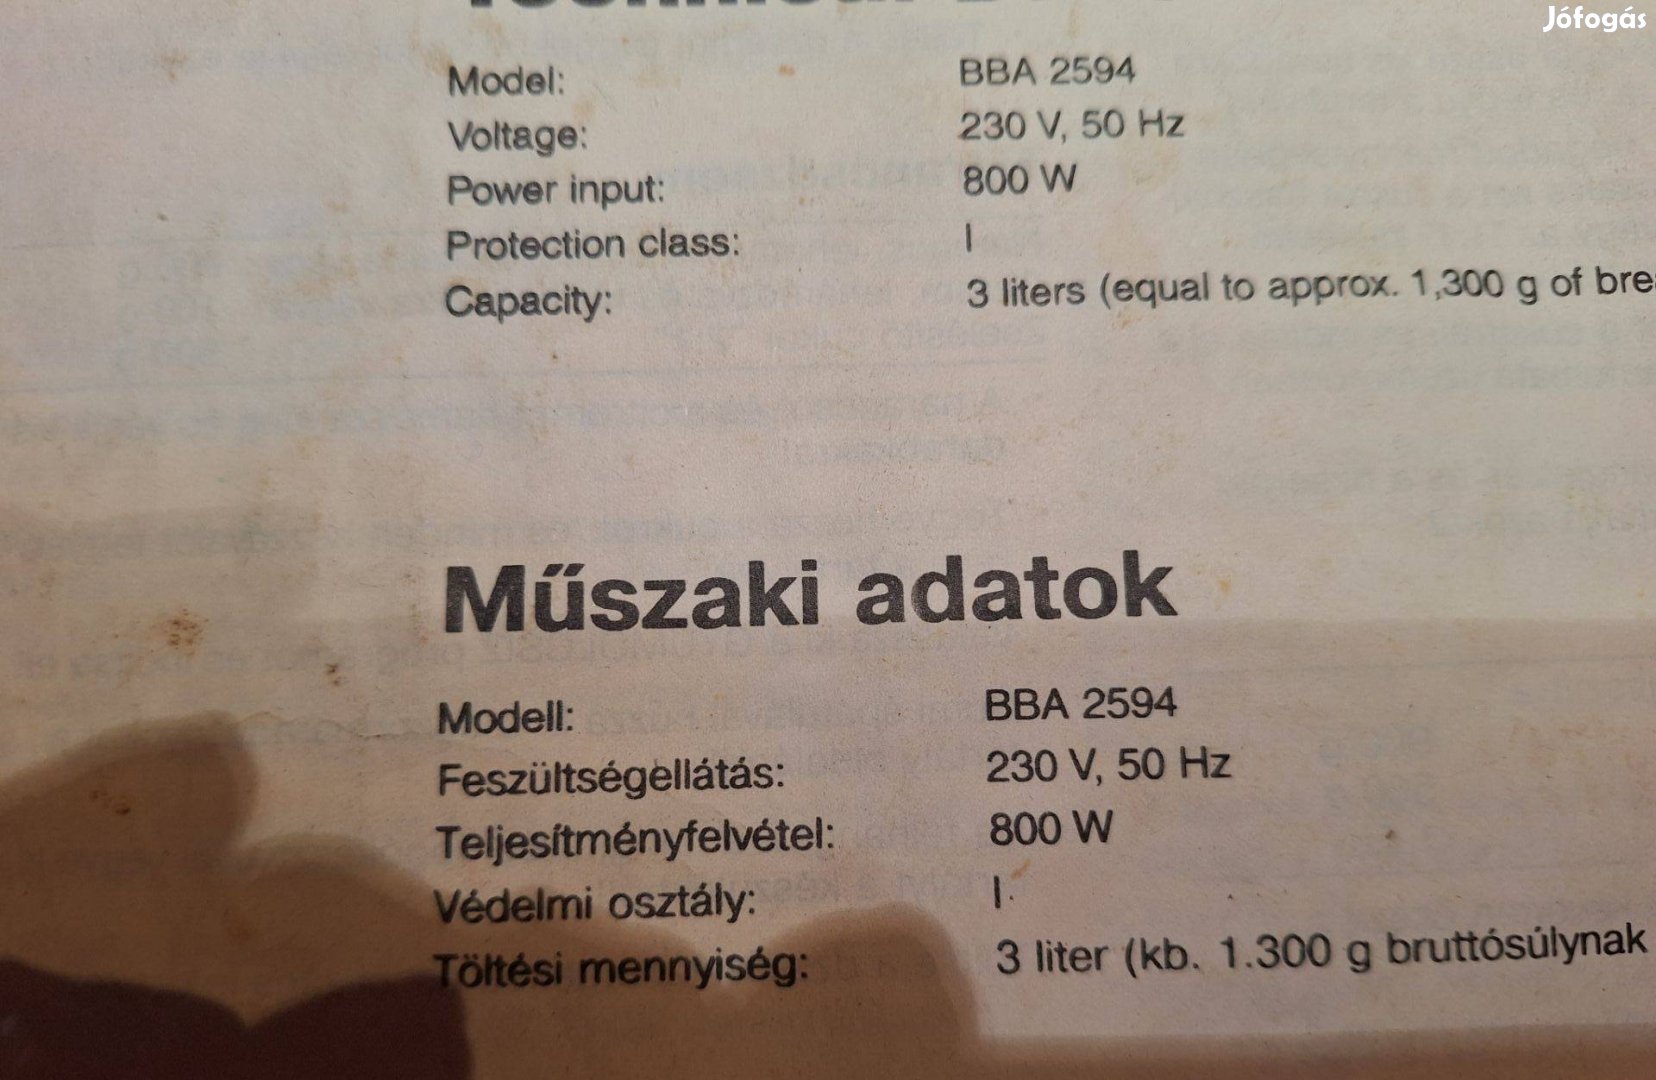 Jófogás
Technical
Model: BBA 2594
Voltage: 230 V, 50 Hz
Power input: 800 W
Protection class: I
Capacity: 3 liters (equal to approx. 1,300 g of
Műszaki adatok
Modell: BBA 2594
Feszültségellátás: 230 V, 50 Hz
Teljesítményfelvétel: 800 W
Védelmi osztály: I
Töltési mennyiség: 3 liter (kb. 1.300 g bruttósúlynak